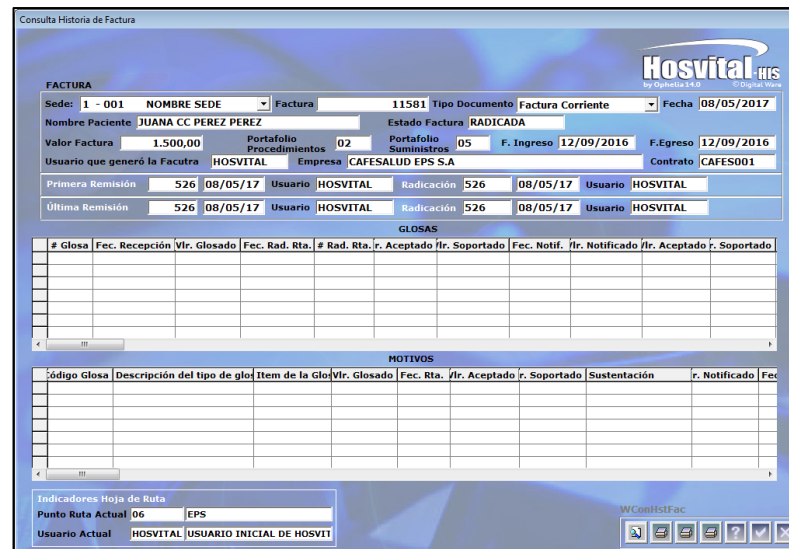 Consulta Historia de Factura
Hosvital-HIS
by Ophelia 14.0 ©Digital Ware
FACTURA
Sede: 1 - 001 NOMBRE SEDE Factura 11581 Tipo Documento Factura Corriente Fecha 08/05/2017
Nombre Paciente JUANA CC PEREZ PEREZ Estado Factura RADICADA
Valor Factura 1.500,00 Portafolio Procedimientos 02 Portafolio Suministros 05 F. Ingreso 12/09/2016 F.Egreso 12/09/2016
Usuario que generó la Facutra HOSVITAL Empresa CAFESALUD EPS S.A Contrato CAFES001
Primera Remisión 526 08/05/17 Usuario HOSVITAL Radicación 526 08/05/17 Usuario HOSVITAL
Última Remisión 526 08/05/17 Usuario HOSVITAL Radicación 526 08/05/17 Usuario HOSVITAL
GLOSAS
# Glosa Fec. Recepción Vlr. Glosado Fec. Rad. Rta. # Rad. Rta. r. Aceptado Vlr. Soportado Fec. Notif. Vlr. Notificado Vlr. Aceptado r. Soportado
MOTIVOS
Código Glosa Descripción del tipo de glos Item de la Glos Vlr. Glosado Fec. Rta. Vlr. Aceptado r. Soportado Sustentación r. Notificado Fec
Indicadores Hoja de Ruta
Punto Ruta Actual 06 EPS
Usuario Actual HOSVITAL USUARIO INICIAL DE HOSVIT
WConHstFac